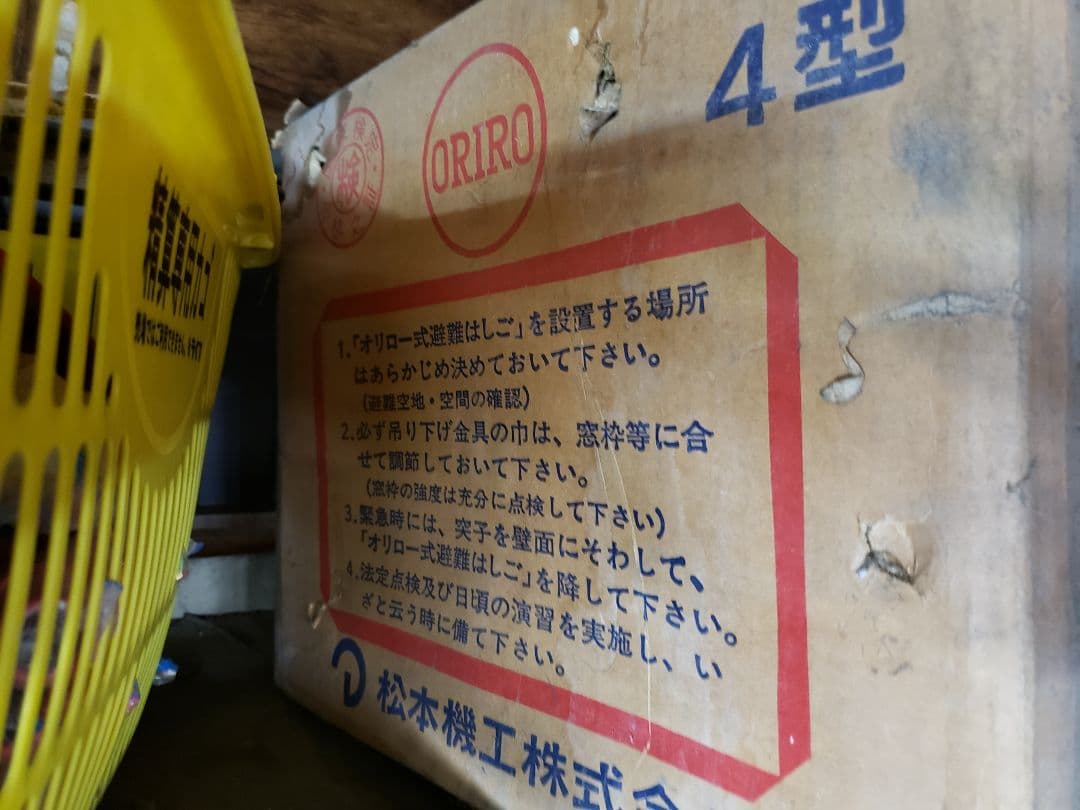 4型
ORIRO
検
1.「オリロー式避難はしご」を設置する場所
はあらかじめ決めておいて下さい。
(避難空地・空間の確認)
2.必ず吊り下げ金具の巾は、窓枠等に合
せて調節しておいて下さい。
(窓枠の強度は充分に点検して下さい)
3.緊急時には、突子を壁面にそわして、
「オリロー式避難はしご」を降して下さい。
4.法定点検及び日頃の演習を実施し、い
ざと云う時に備て下さい。
松本機工株式会
精算専用カゴ